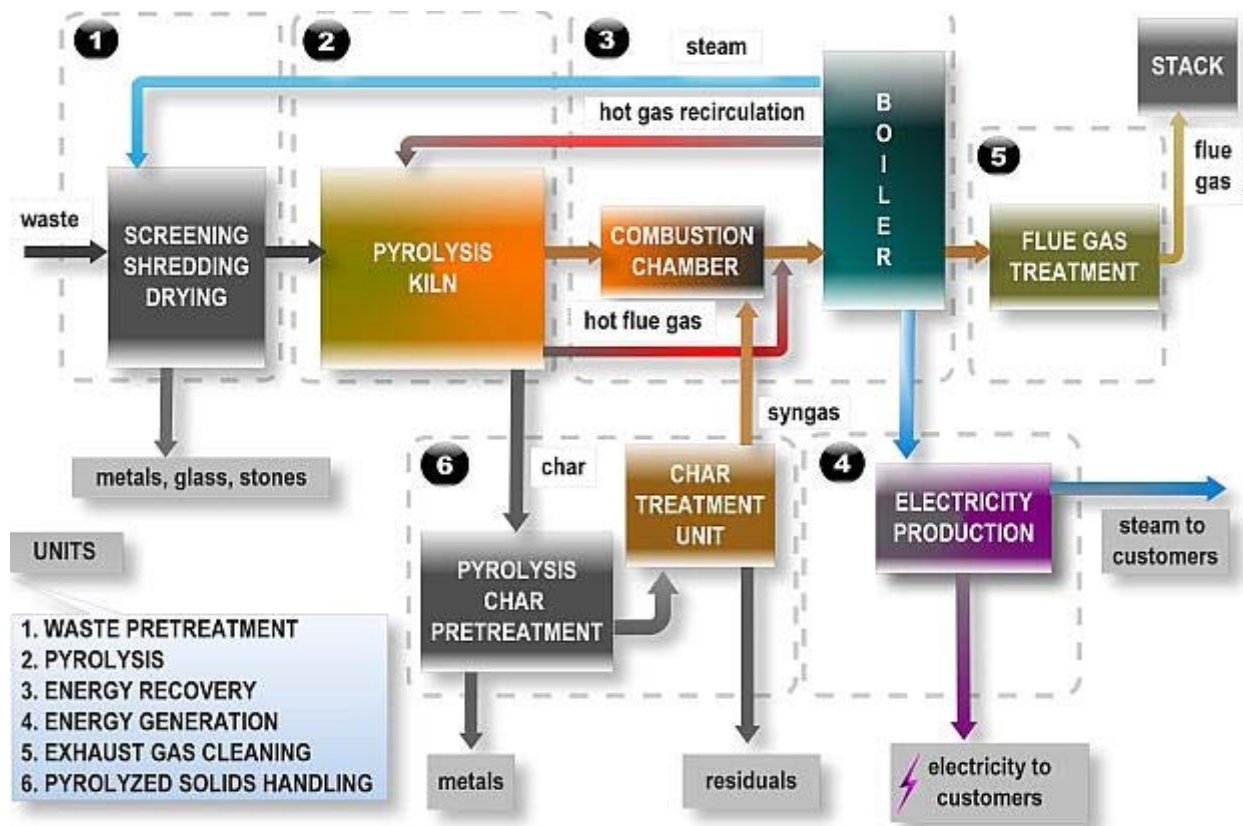 1
2
3
steam
STACK
hot gas recirculation
BOILER
5
flue
gas
waste
SCREENING
SHREDDING
DRYING
PYROLYSIS
KILN
COMBUSTION
CHAMBER
FLUE GAS
TREATMENT
hot flue gas
syngas
metals, glass, stones
6
char
CHAR
TREATMENT
UNIT
4
ELECTRICITY
PRODUCTION
steam to
customers
UNITS
PYROLYSIS
CHAR
PRETREATMENT
1. WASTE PRETREATMENT
2. PYROLYSIS
3. ENERGY RECOVERY
4. ENERGY GENERATION
5. EXHAUST GAS CLEANING
6. PYROLYZED SOLIDS HANDLING
metals
residuals
electricity to
customers